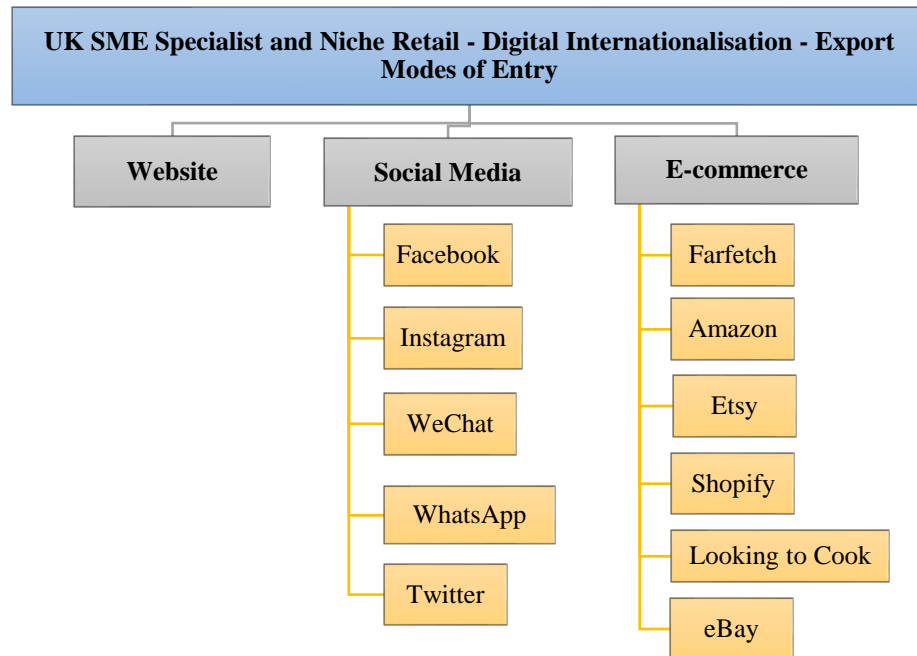 UK SME Specialist and Niche Retail - Digital Internationalisation - Export
Modes of Entry
Website
Social Media
Facebook
Instagram
WeChat
WhatsApp
Twitter
E-commerce
Farfetch
Amazon
Etsy
Shopify
Looking to Cook
eBay